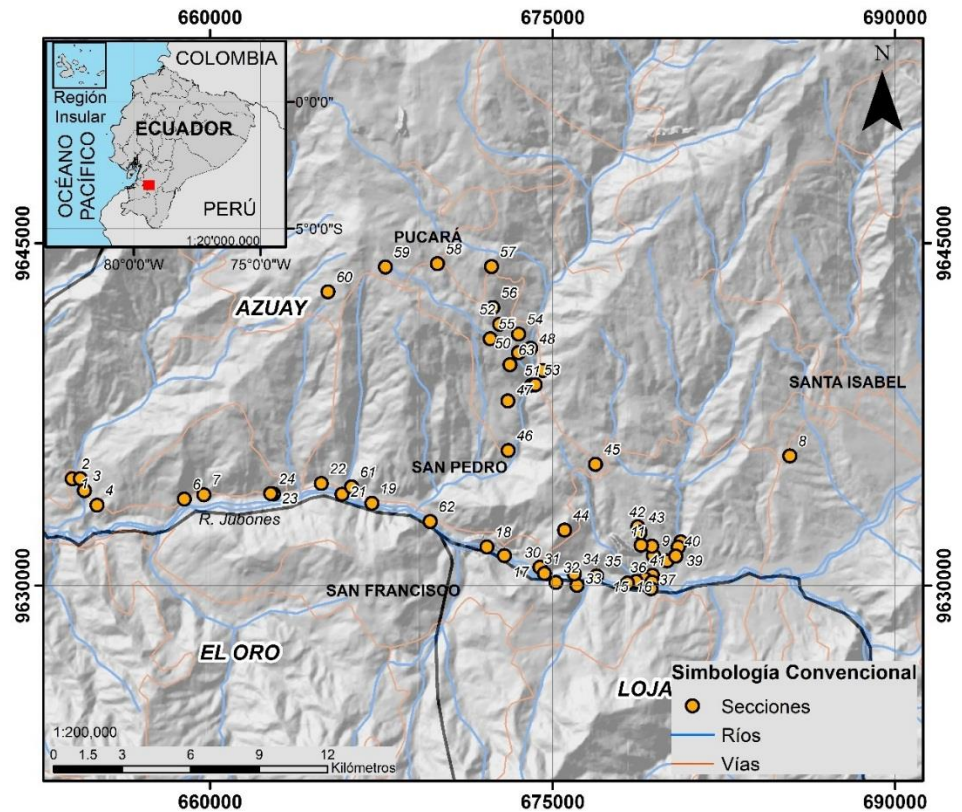 660000
675000
690000
COLOMBIA
Región
Insular
0°0'0"
ECUADOR
OCÉANO
PACÍFICO
PERÚ
5°0'0"S
1:20'000.000
80°0'0"W
75°0'0"W
N
9645000
9645000
PUCARÁ
59
58
57
60
AZUAY
56
52
55
54
50
48
63
51
53
47
SANTA ISABEL
46
45
8
SAN PEDRO
2
3
1
4
6
7
24
23
22
61
21
19
R. Jubones
62
18
17
44
42
43
11
9
40
41
39
30
31
34
35
32
33
36
37
15
16
9630000
9630000
SAN FRANCISCO
EL ORO
LOJA
Simbología Convencional
Secciones
Ríos
Vías
1:200,000
0 1.5 3 6 9 12
Kilómetros
660000
675000
690000